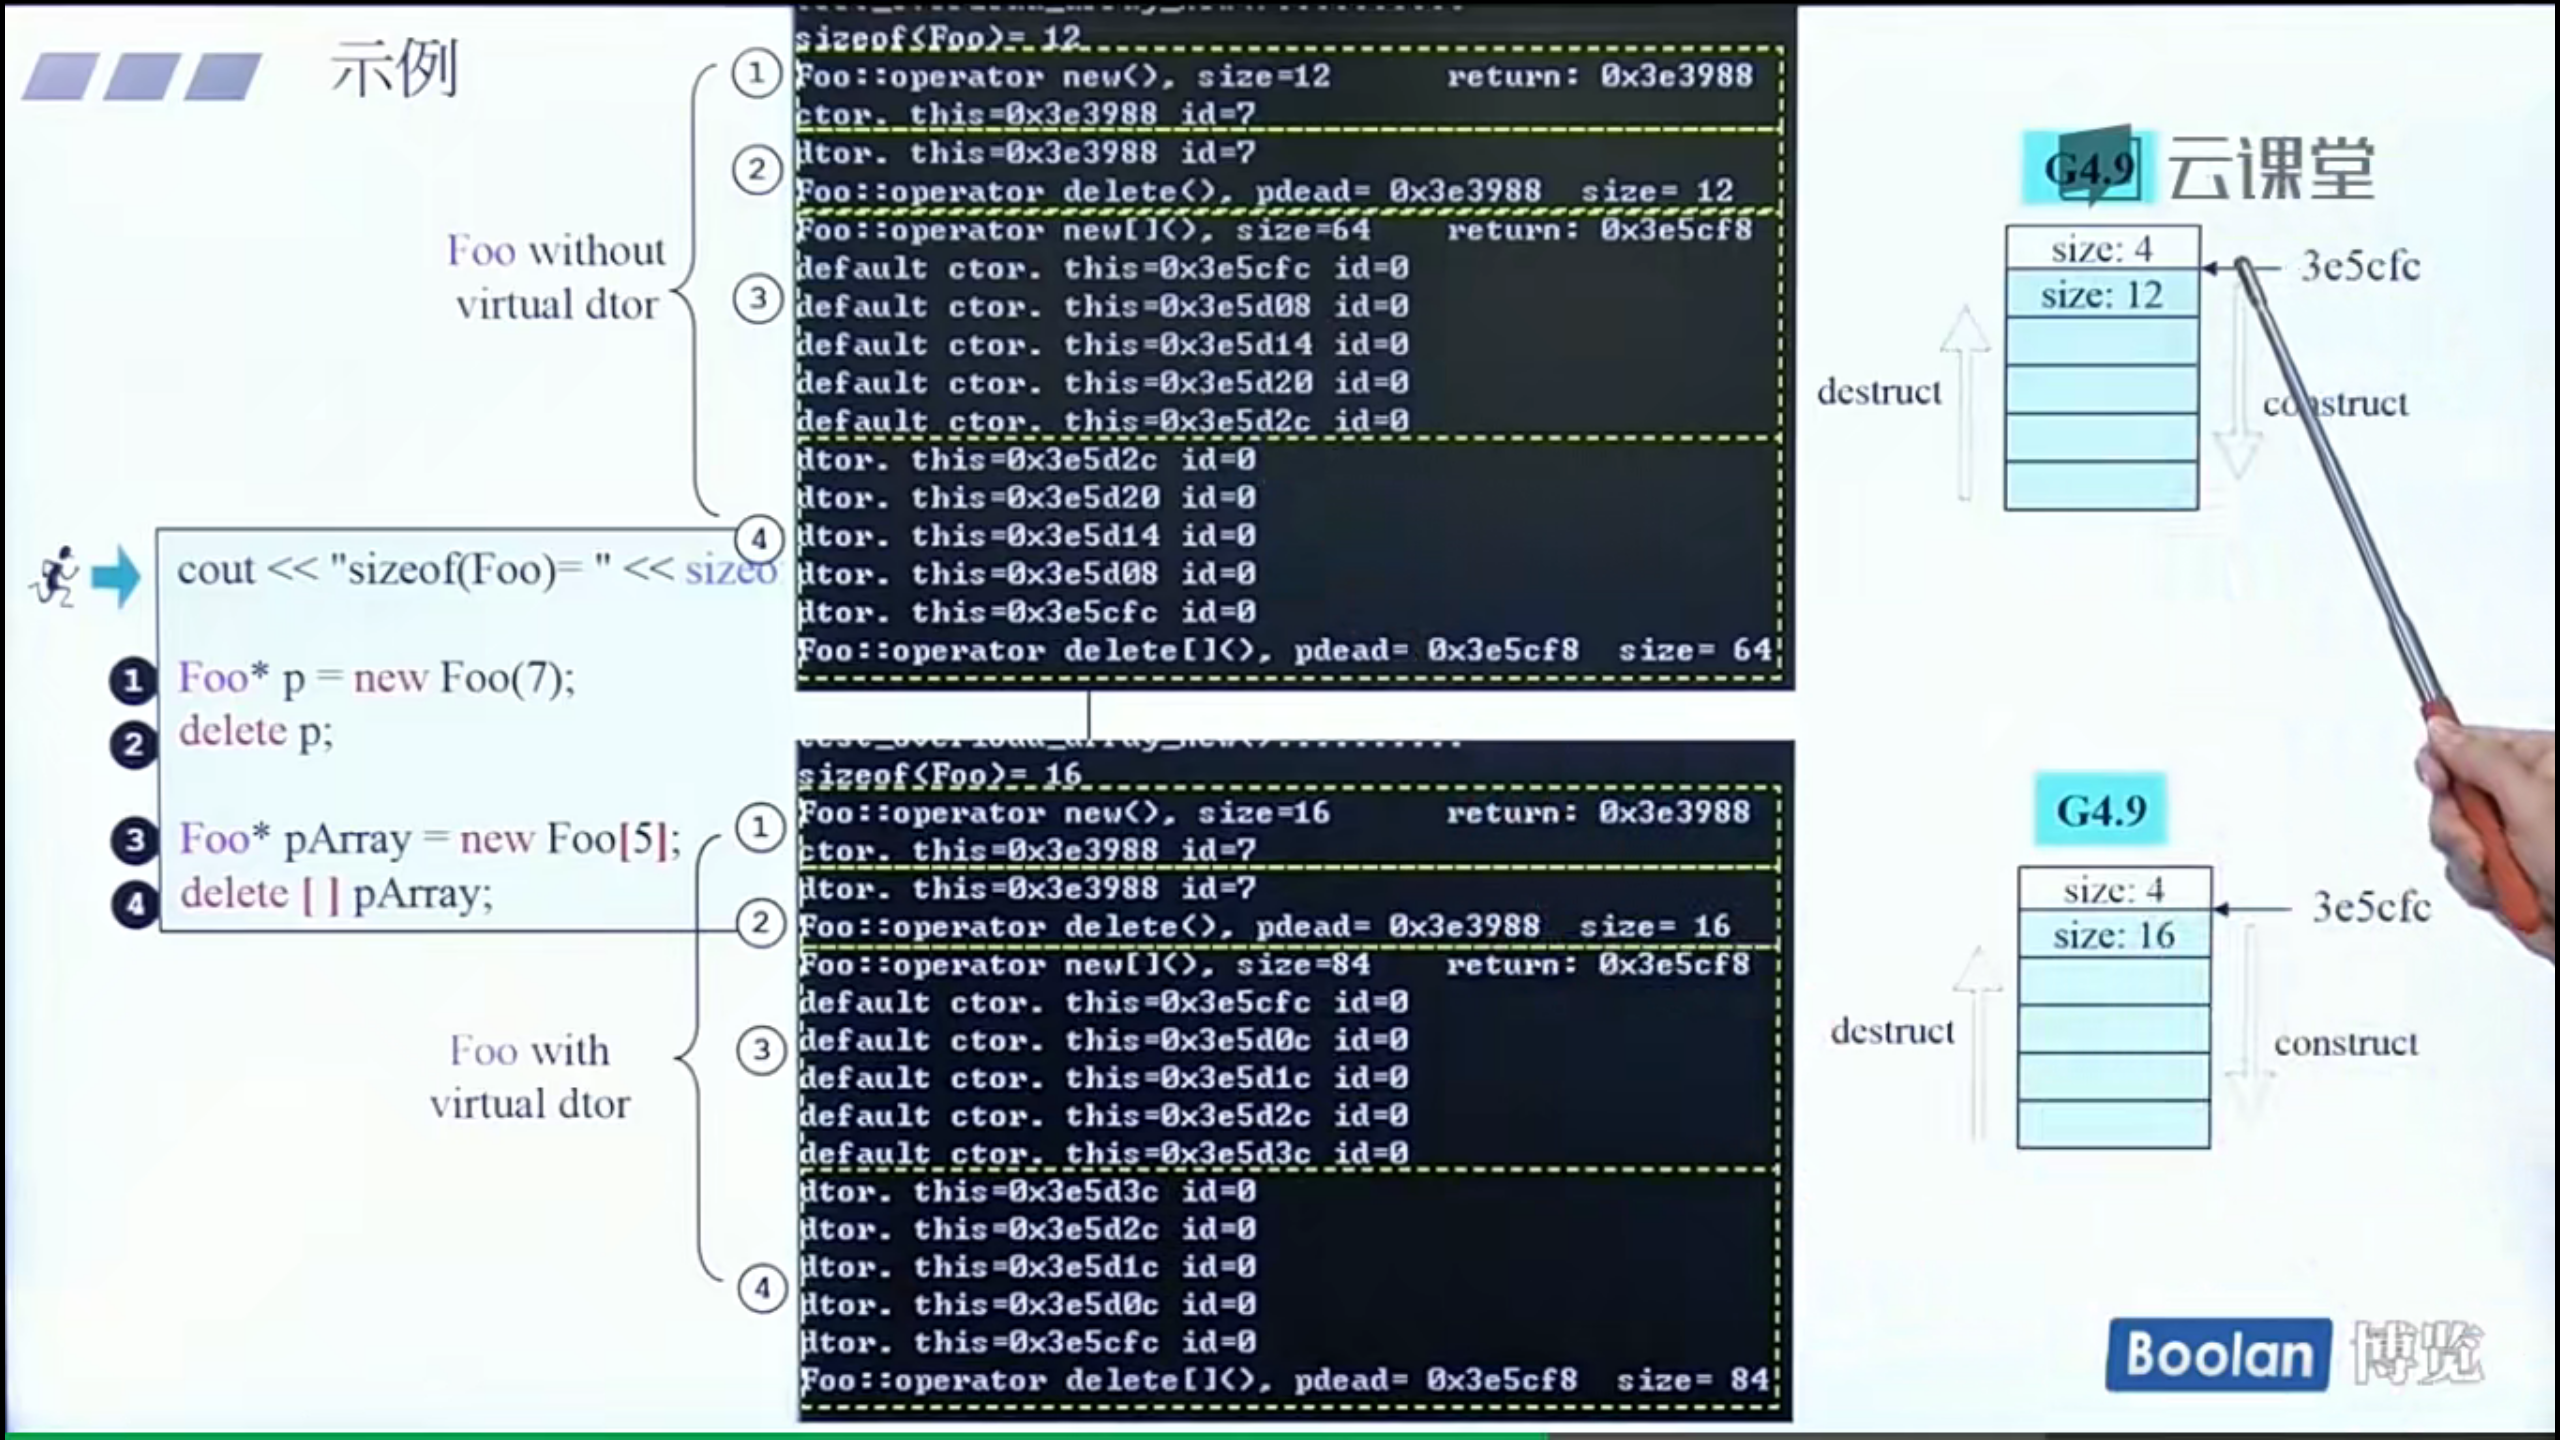 示例
Foo without
virtual dtor
cout << "sizeof(Foo)= " << sizeo
1 Foo* p = new Foo(7);
2 delete p;
3 Foo* pArray = new Foo[5];
4 delete [ ] pArray;
Foo with
virtual dtor
sizeof(Foo)= 12
1 Foo::operator new(), size=12 return: 0x3e3988
ctor. this=0x3e3988 id=7
2 dtor. this=0x3e3988 id=7
Foo::operator delete(), pdead= 0x3e3988 size= 12
3 Foo::operator new[](), size=64 return: 0x3e5cf8
default ctor. this=0x3e5cfc id=0
default ctor. this=0x3e5d08 id=0
default ctor. this=0x3e5d14 id=0
default ctor. this=0x3e5d20 id=0
default ctor. this=0x3e5d2c id=0
4 dtor. this=0x3e5d2c id=0
dtor. this=0x3e5d20 id=0
dtor. this=0x3e5d14 id=0
dtor. this=0x3e5d08 id=0
dtor. this=0x3e5cfc id=0
Foo::operator delete[](), pdead= 0x3e5cf8 size= 64
test_overload_array_new()..........
sizeof(Foo)= 16
1 Foo::operator new(), size=16 return: 0x3e3988
ctor. this=0x3e3988 id=7
2 dtor. this=0x3e3988 id=7
Foo::operator delete(), pdead= 0x3e3988 size= 16
3 Foo::operator new[](), size=84 return: 0x3e5cf8
default ctor. this=0x3e5cfc id=0
default ctor. this=0x3e5d0c id=0
default ctor. this=0x3e5d1c id=0
default ctor. this=0x3e5d2c id=0
default ctor. this=0x3e5d3c id=0
4 dtor. this=0x3e5d3c id=0
dtor. this=0x3e5d2c id=0
dtor. this=0x3e5d1c id=0
dtor. this=0x3e5d0c id=0
dtor. this=0x3e5cfc id=0
Foo::operator delete[](), pdead= 0x3e5cf8 size= 84
G4.9 云课堂
size: 4
3e5cfc
size: 12
destruct
construct
G4.9
size: 4
3e5cfc
size: 16
destruct
construct
Boolan 博览